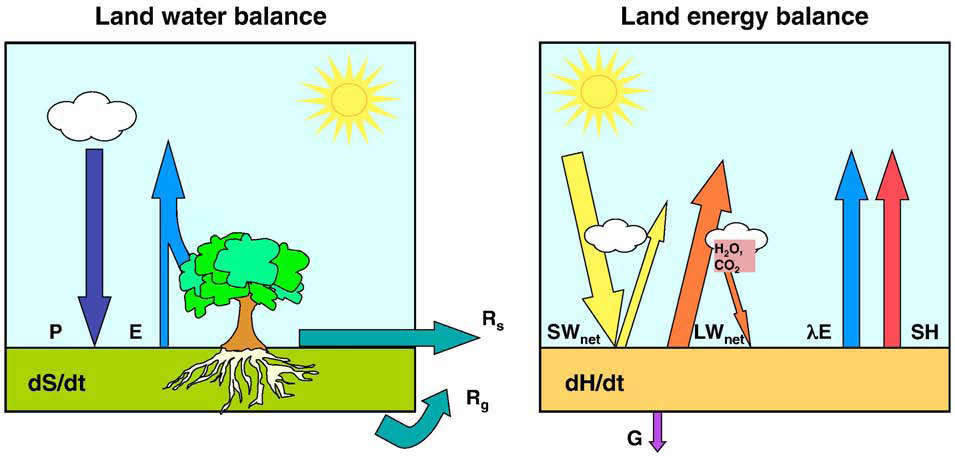 Land water balance
P
E
R_s
dS/dt
R_g
Land energy balance
H₂O,
CO₂
SW_net
LW_net
λE
SH
dH/dt
G